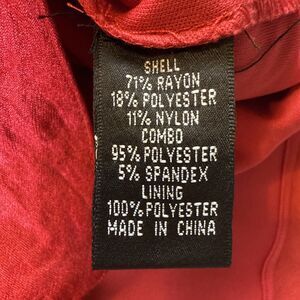 SHELL
71% RAYON
18% POLYESTER
11% NYLON
COMBO
95% POLYESTER
5% SPANDEX
LINING
100% POLYESTER
MADE IN CHINA